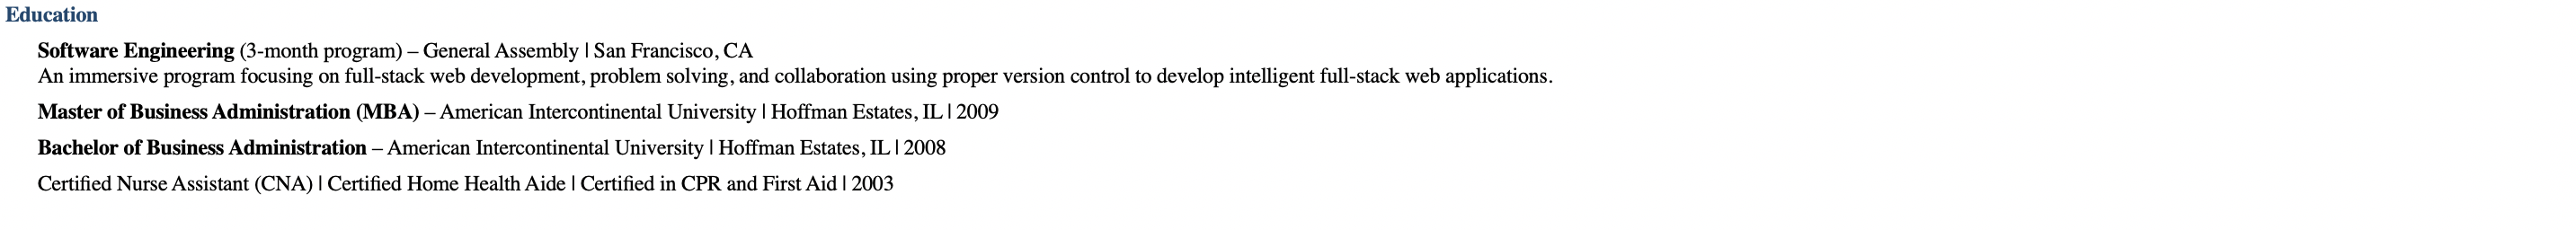 Education
Software Engineering (3-month program) – General Assembly | San Francisco, CA
An immersive program focusing on full-stack web development, problem solving, and collaboration using proper version control to develop intelligent full-stack web applications.
Master of Business Administration (MBA) – American Intercontinental University | Hoffman Estates, IL | 2009
Bachelor of Business Administration – American Intercontinental University | Hoffman Estates, IL | 2008
Certified Nurse Assistant (CNA) | Certified Home Health Aide | Certified in CPR and First Aid | 2003